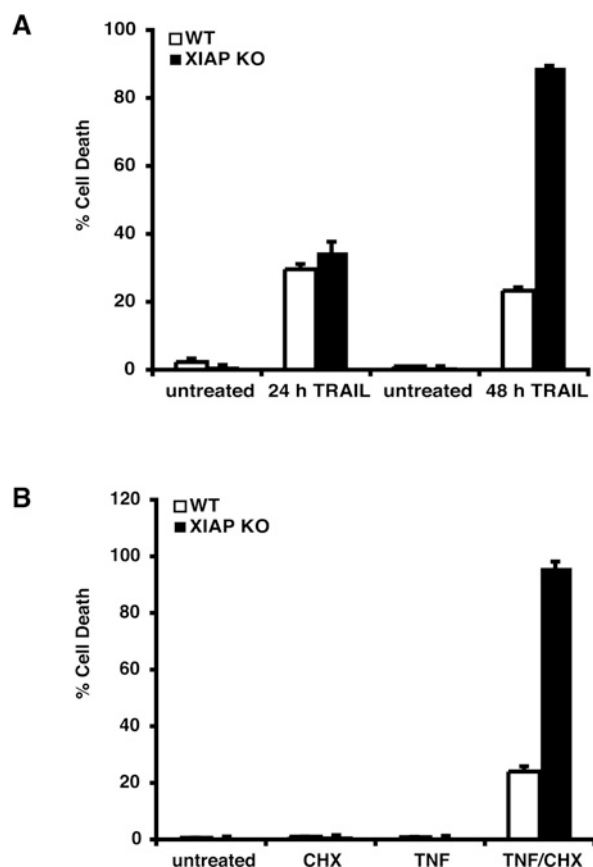 A
100
WT
XIAP KO
80
60
40
20
0
% Cell Death
untreated 24 h TRAIL untreated 48 h TRAIL
B
120
WT
XIAP KO
100
80
60
40
20
0
% Cell Death
untreated CHX TNF TNF/CHX